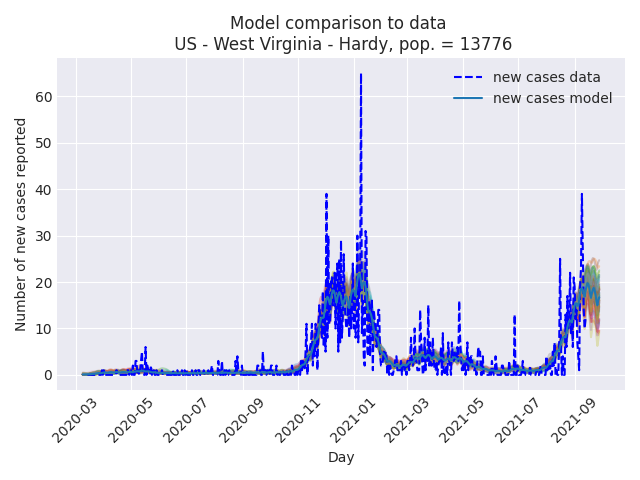 Model comparison to data
US - West Virginia - Hardy, pop. = 13776
new cases data
new cases model
Number of new cases reported
60
50
40
30
20
10
0
2020-03
2020-05
2020-07
2020-09
2020-11
2021-01
2021-03
2021-05
2021-07
2021-09
Day